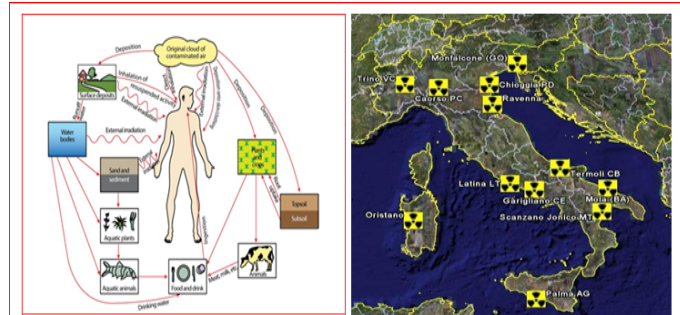 Deposition
Original cloud of
contaminated air
Inhalation of
resuspended activity
Surface deposits
External irradiation
Deposition
Deposition
Water
bodies
External irradiation
Sand and
sediment
Plants
and
crops
Topsoil
Subsoil
Aquatic plants
Aquatic animals
Food and drink
Animals
Meat, milk, etc.
Drinking water
Monfalcone (GO)
Trino VC
Chioggia PD
Caorso PC
Ravenna
Termoli CB
Latina LT
Garigliano CE
Mola (BA)
Scanzano Jonico MT
Oristano
Palma AG